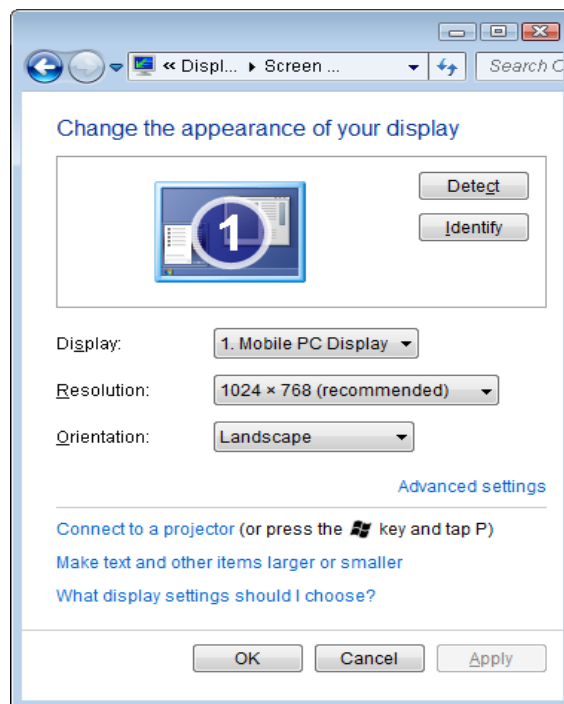 « Displ... ▸ Screen ... Search C
Change the appearance of your display
1
Detect
Identify
Display: 1. Mobile PC Display
Resolution: 1024 × 768 (recommended)
Orientation: Landscape
Advanced settings
Connect to a projector (or press the key and tap P)
Make text and other items larger or smaller
What display settings should I choose?
OK Cancel Apply